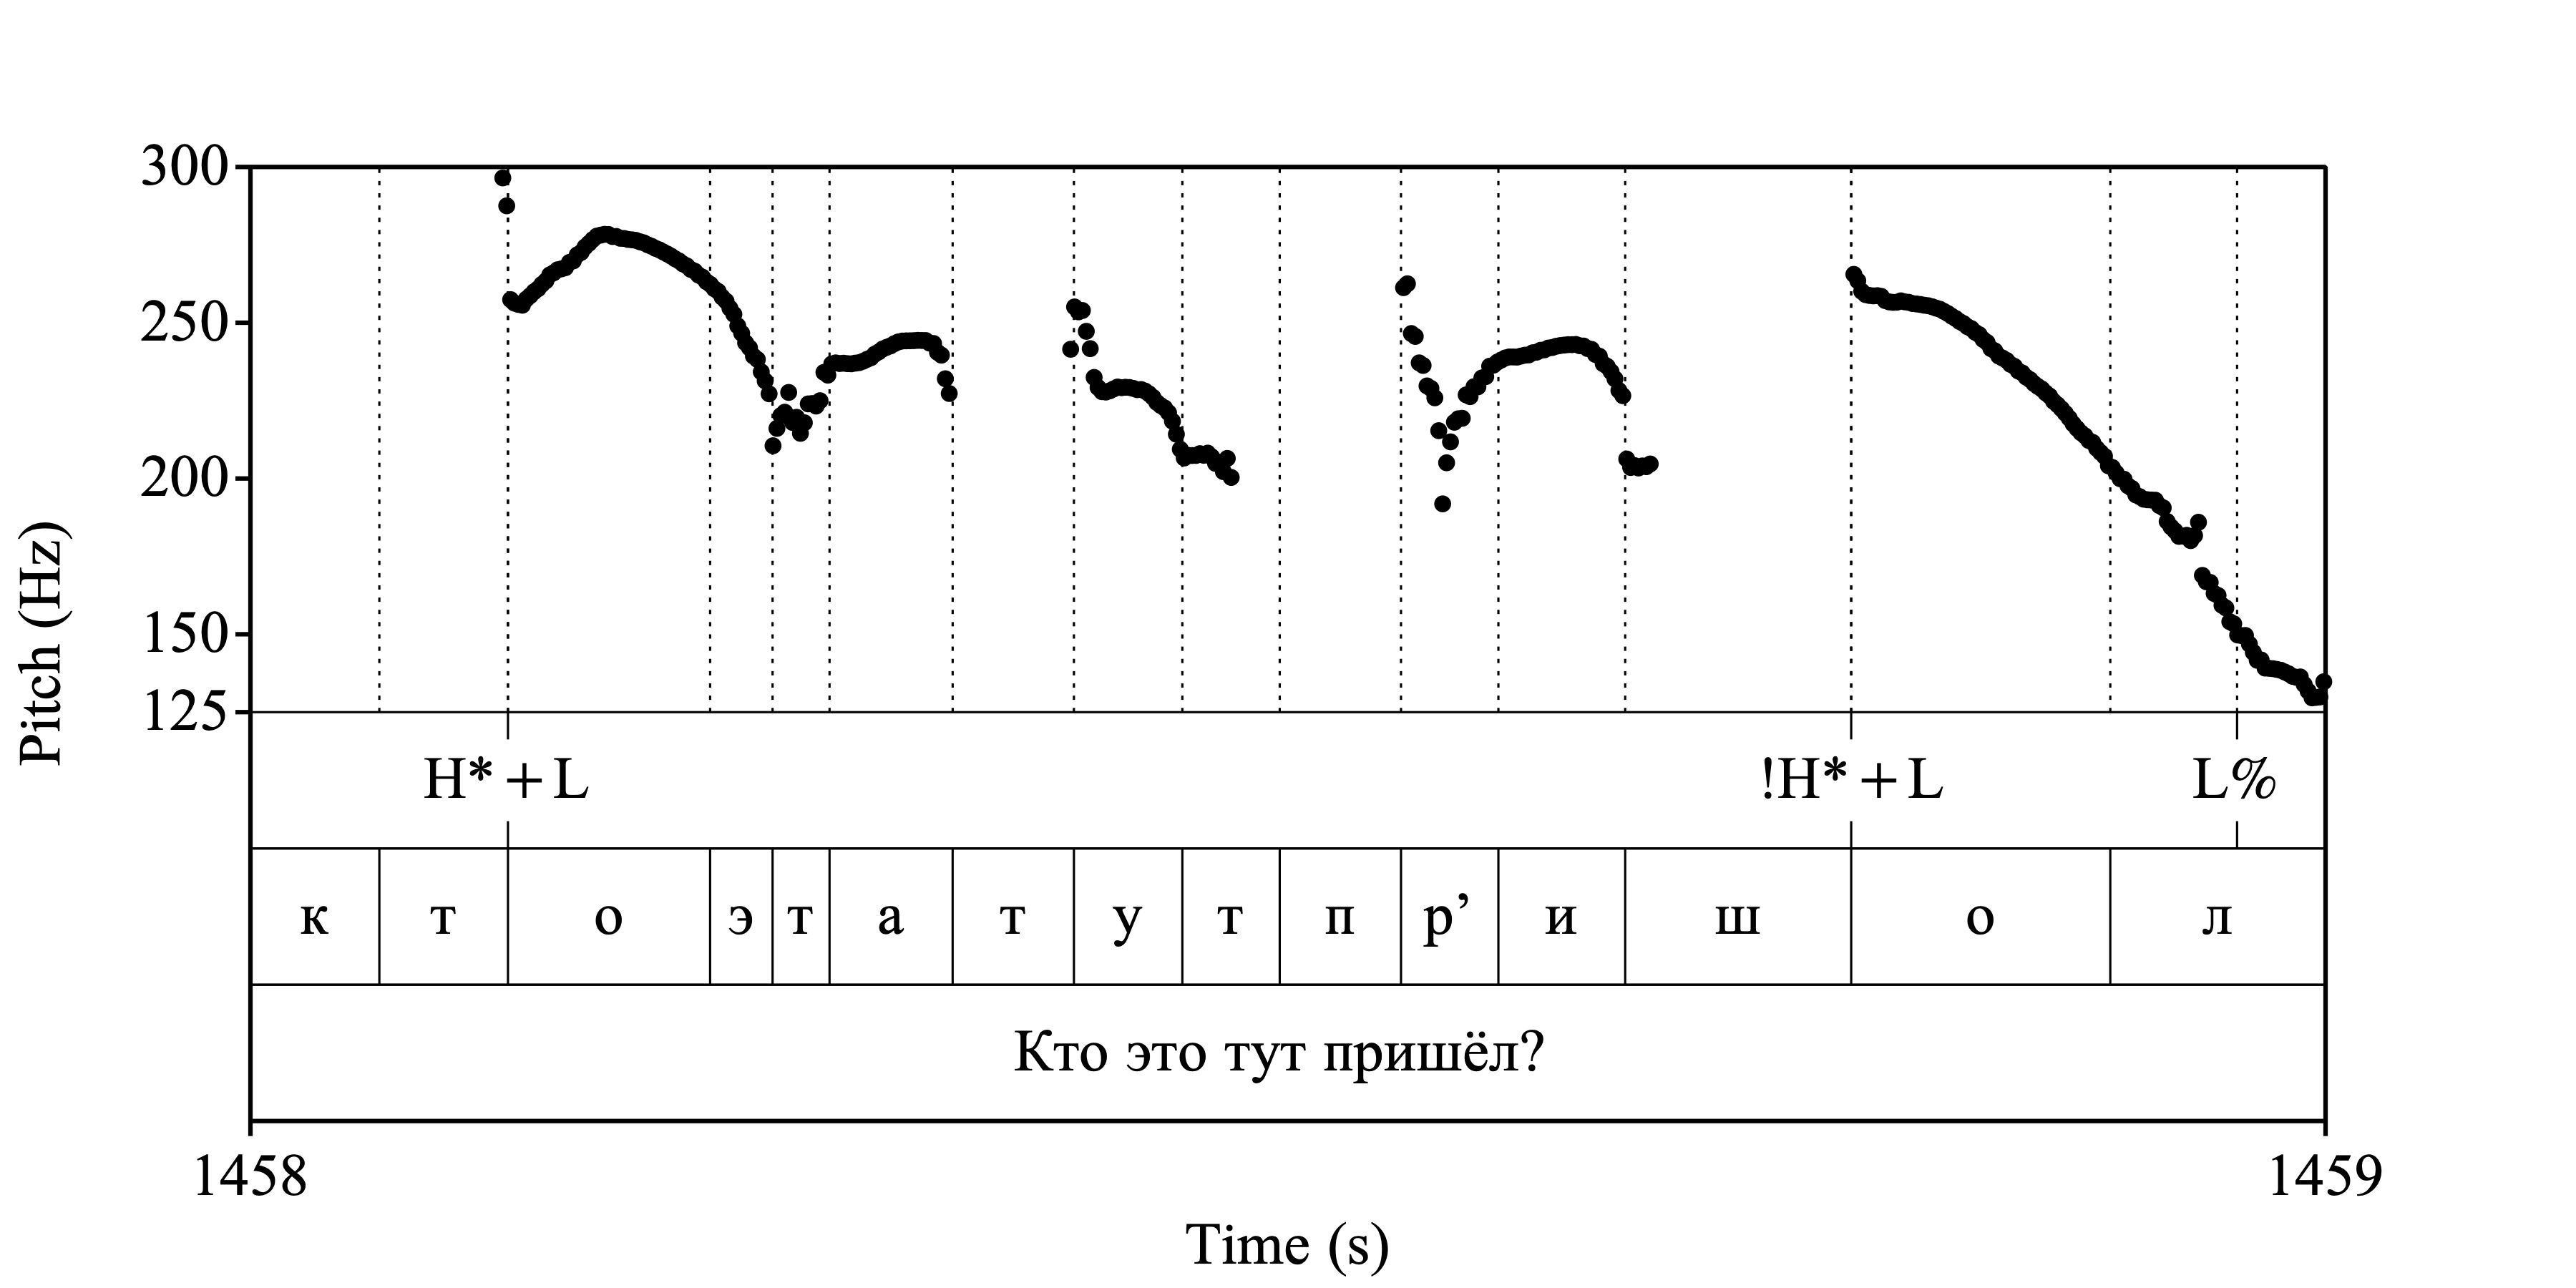 300
250
200
150
125
Pitch (Hz)
H* + L !H* + L L%
к т о э т а т у т п р’ и ш о л
Кто это тут пришёл?
1458 1459
Time (s)